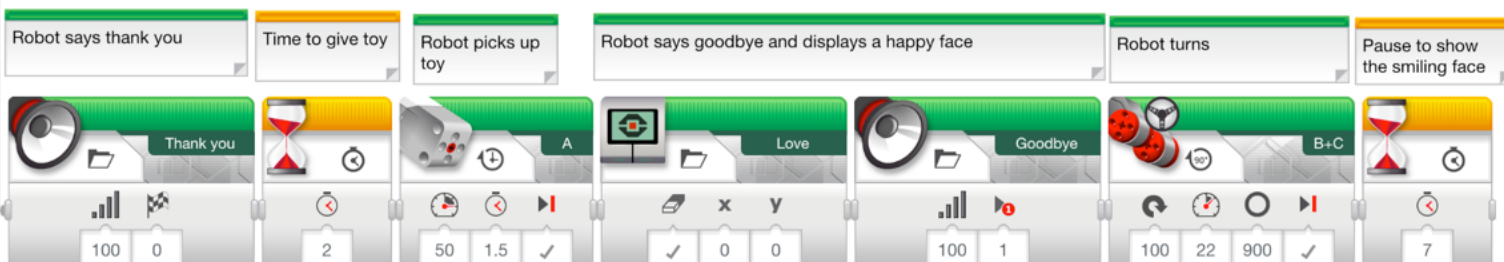 Robot says thank you
Time to give toy
Robot picks up
toy
Robot says goodbye and displays a happy face
Robot turns
Pause to show
the smiling face
Thank you
A
Love
Goodbye
90°
B+C
x y
1
100 0
2
50 1.5
0 0
100 1
100 22 900
7